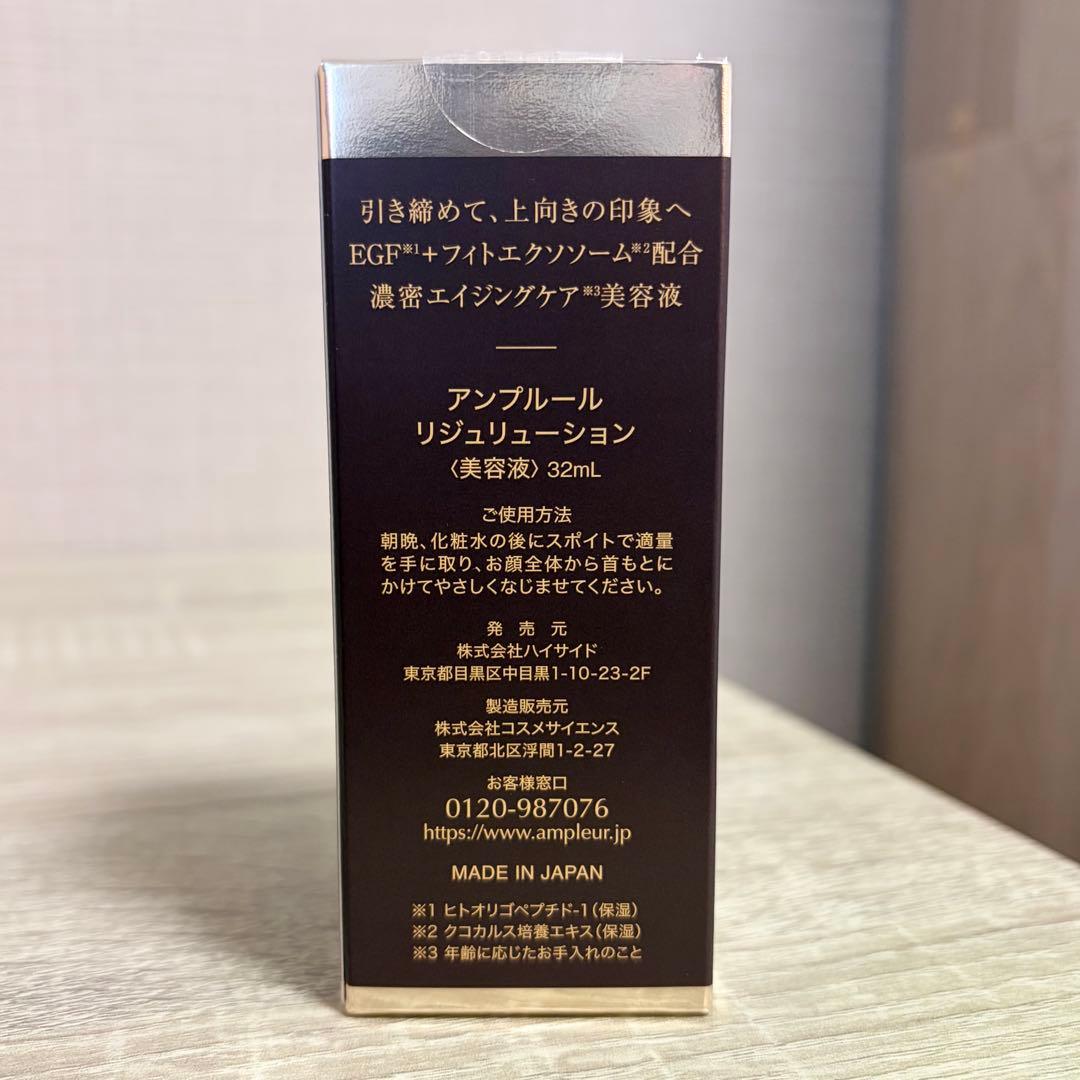 引き締めて、上向きの印象へ
EGF※1+フィトエクソソーム※2配合
濃密エイジングケア※3美容液
アンプルール
リジュリューション
〈美容液〉32mL
ご使用方法
朝晩、化粧水の後にスポイトで適量
を手に取り、お顔全体から首もとに
かけてやさしくなじませてください。
発 売 元
株式会社ハイサイド
東京都目黒区中目黒1-10-23-2F
製造販売元
株式会社コスメサイエンス
東京都北区浮間1-2-27
お客様窓口
0120-987076
https://www.ampleur.jp
MADE IN JAPAN
※1 ヒトオリゴペプチド-1(保湿)
※2 クコカルス培養エキス(保湿)
※3 年齢に応じたお手入れのこと